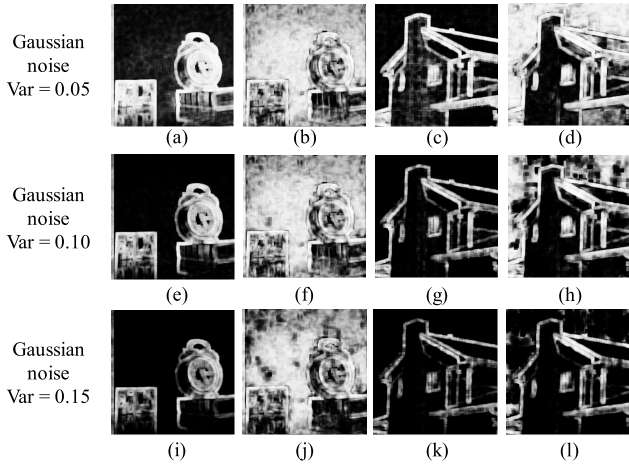 Gaussian
noise
Var = 0.05
(a) (b) (c) (d)
Gaussian
noise
Var = 0.10
(e) (f) (g) (h)
Gaussian
noise
Var = 0.15
(i) (j) (k) (l)